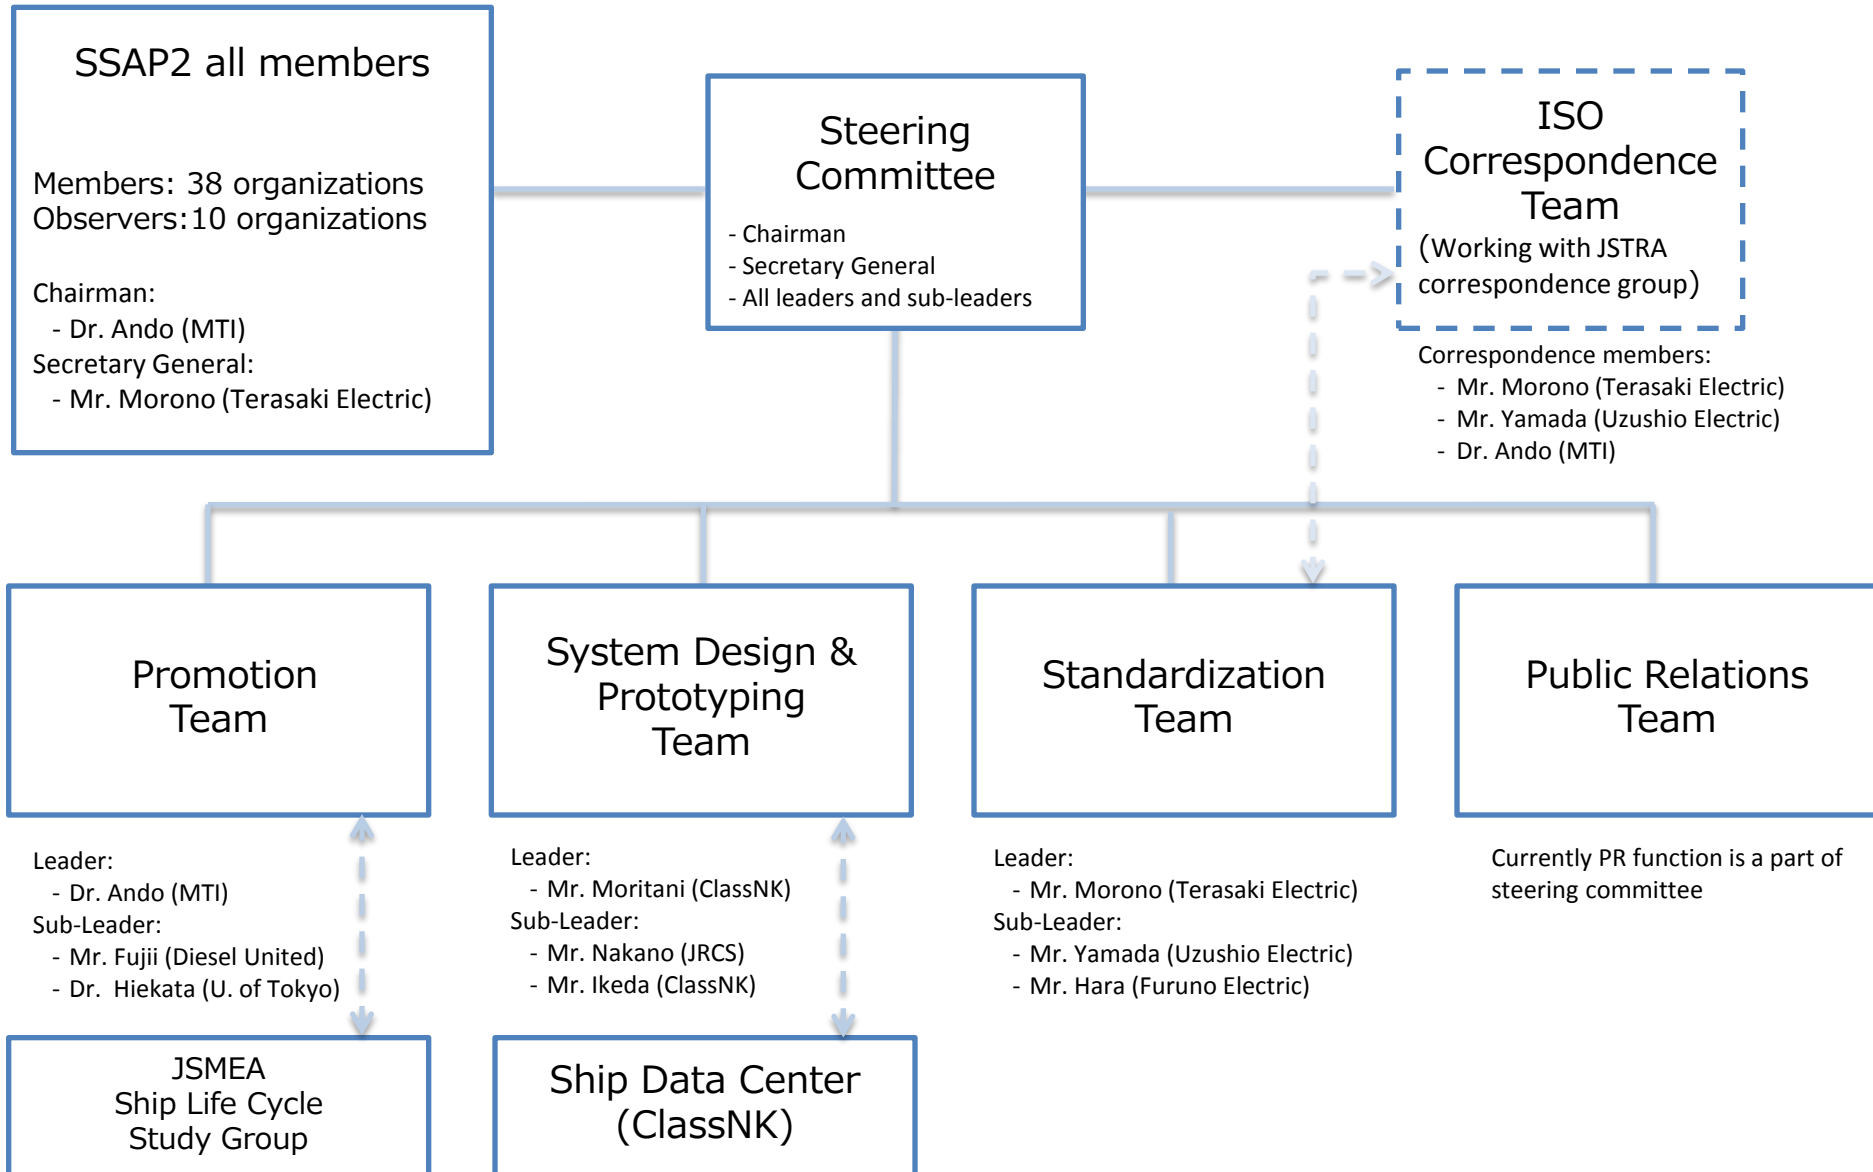 SSAP2 all members
Members: 38 organizations
Observers:10 organizations
Chairman:
- Dr. Ando (MTI)
Secretary General:
- Mr. Morono (Terasaki Electric)
Steering
Committee
- Chairman
- Secretary General
- All leaders and sub-leaders
ISO
Correspondence
Team
(Working with JSTRA
correspondence group)
Correspondence members:
- Mr. Morono (Terasaki Electric)
- Mr. Yamada (Uzushio Electric)
- Dr. Ando (MTI)
Promotion
Team
Leader:
- Dr. Ando (MTI)
Sub-Leader:
- Mr. Fujii (Diesel United)
- Dr. Hiekata (U. of Tokyo)
JSMEA
Ship Life Cycle
Study Group
System Design &
Prototyping
Team
Leader:
- Mr. Moritani (ClassNK)
Sub-Leader:
- Mr. Nakano (JRCS)
- Mr. Ikeda (ClassNK)
Ship Data Center
(ClassNK)
Standardization
Team
Leader:
- Mr. Morono (Terasaki Electric)
Sub-Leader:
- Mr. Yamada (Uzushio Electric)
- Mr. Hara (Furuno Electric)
Public Relations
Team
Currently PR function is a part of
steering committee